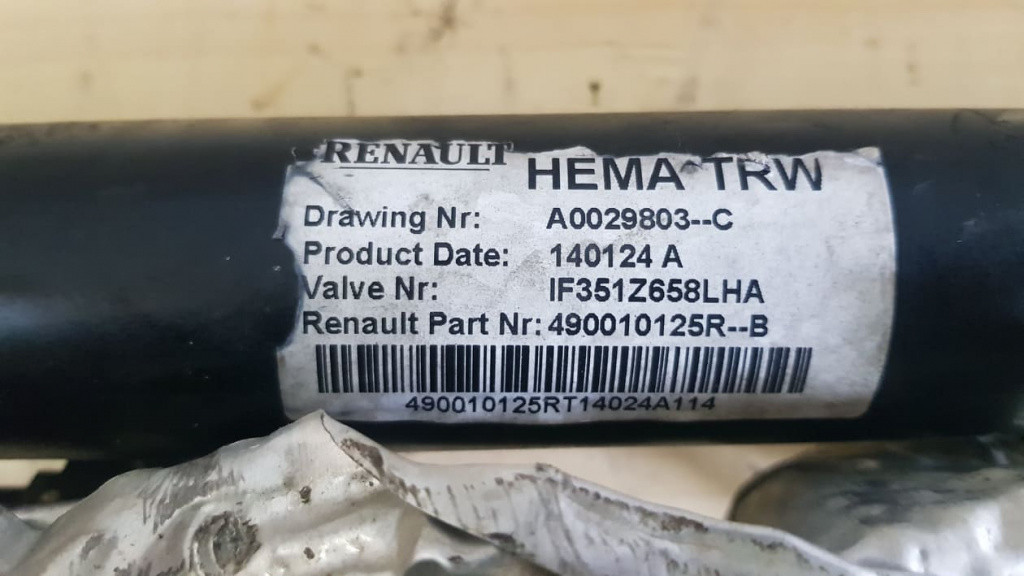 RENAULT HEMA TRW
Drawing Nr: A0029803--C
Product Date: 140124 A
Valve Nr: IF351Z658LHA
Renault Part Nr: 490010125R--B
490010125RT14024A114